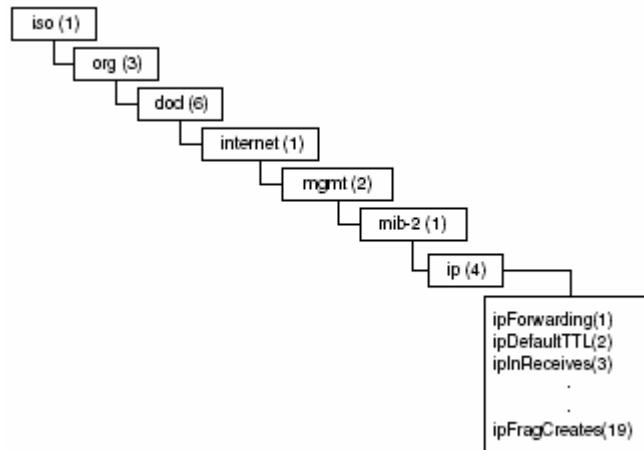 iso (1)
org (3)
dod (6)
internet (1)
mgmt (2)
mib-2 (1)
ip (4)
ipForwarding(1)
ipDefaultTTL(2)
ipInReceives(3)
.
.
ipFragCreates(19)